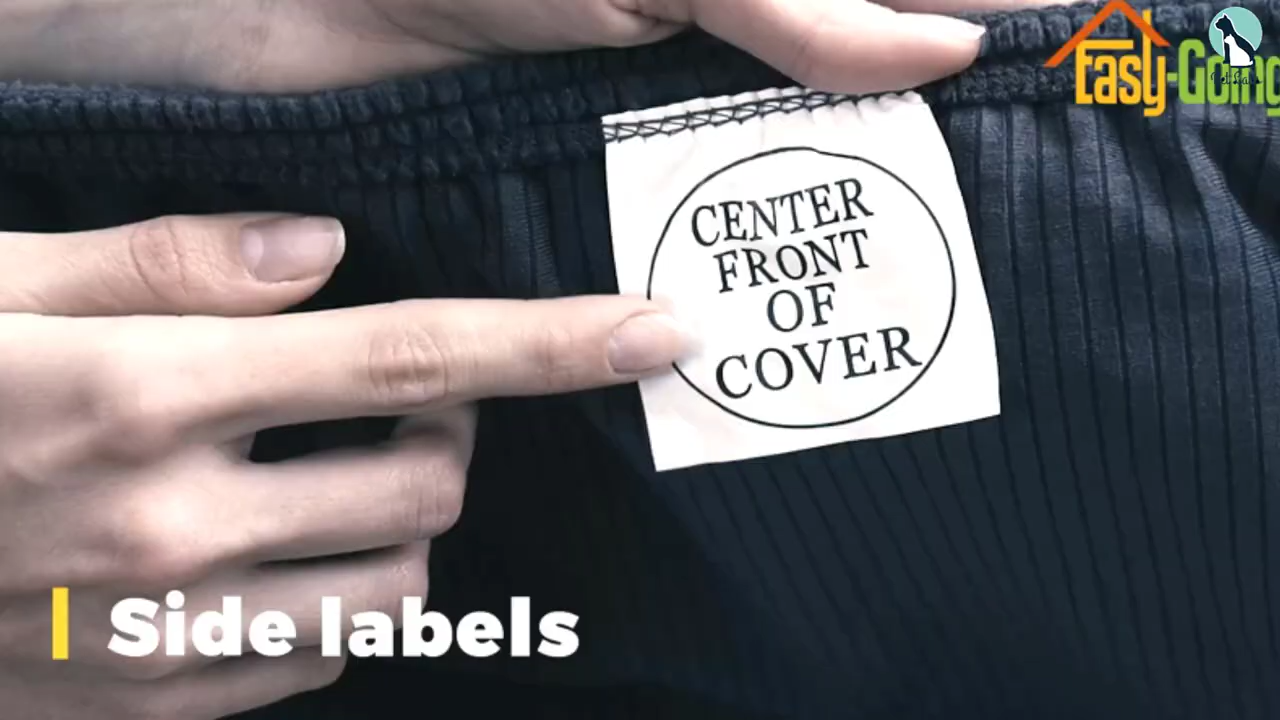 Easy-Going
CENTER
FRONT
OF
COVER
Side labels